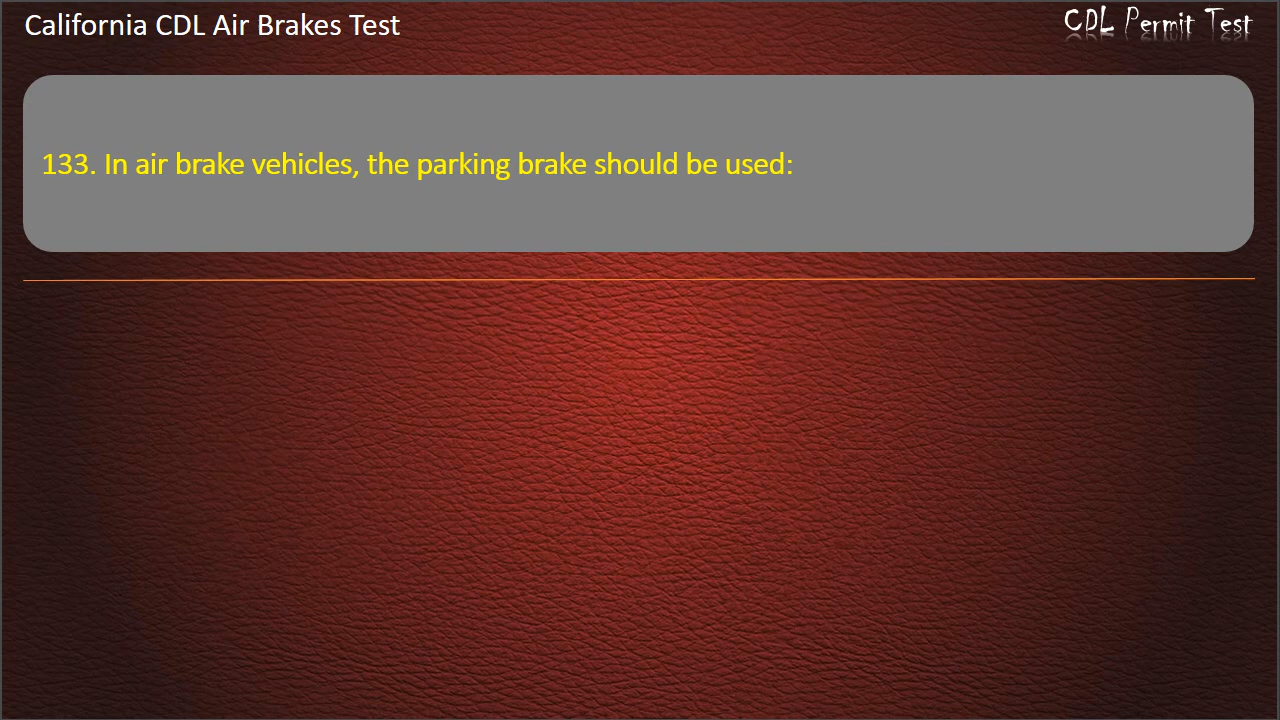 California CDL Air Brakes Test
CDL Permit Test
133. In air brake vehicles, the parking brake should be used: